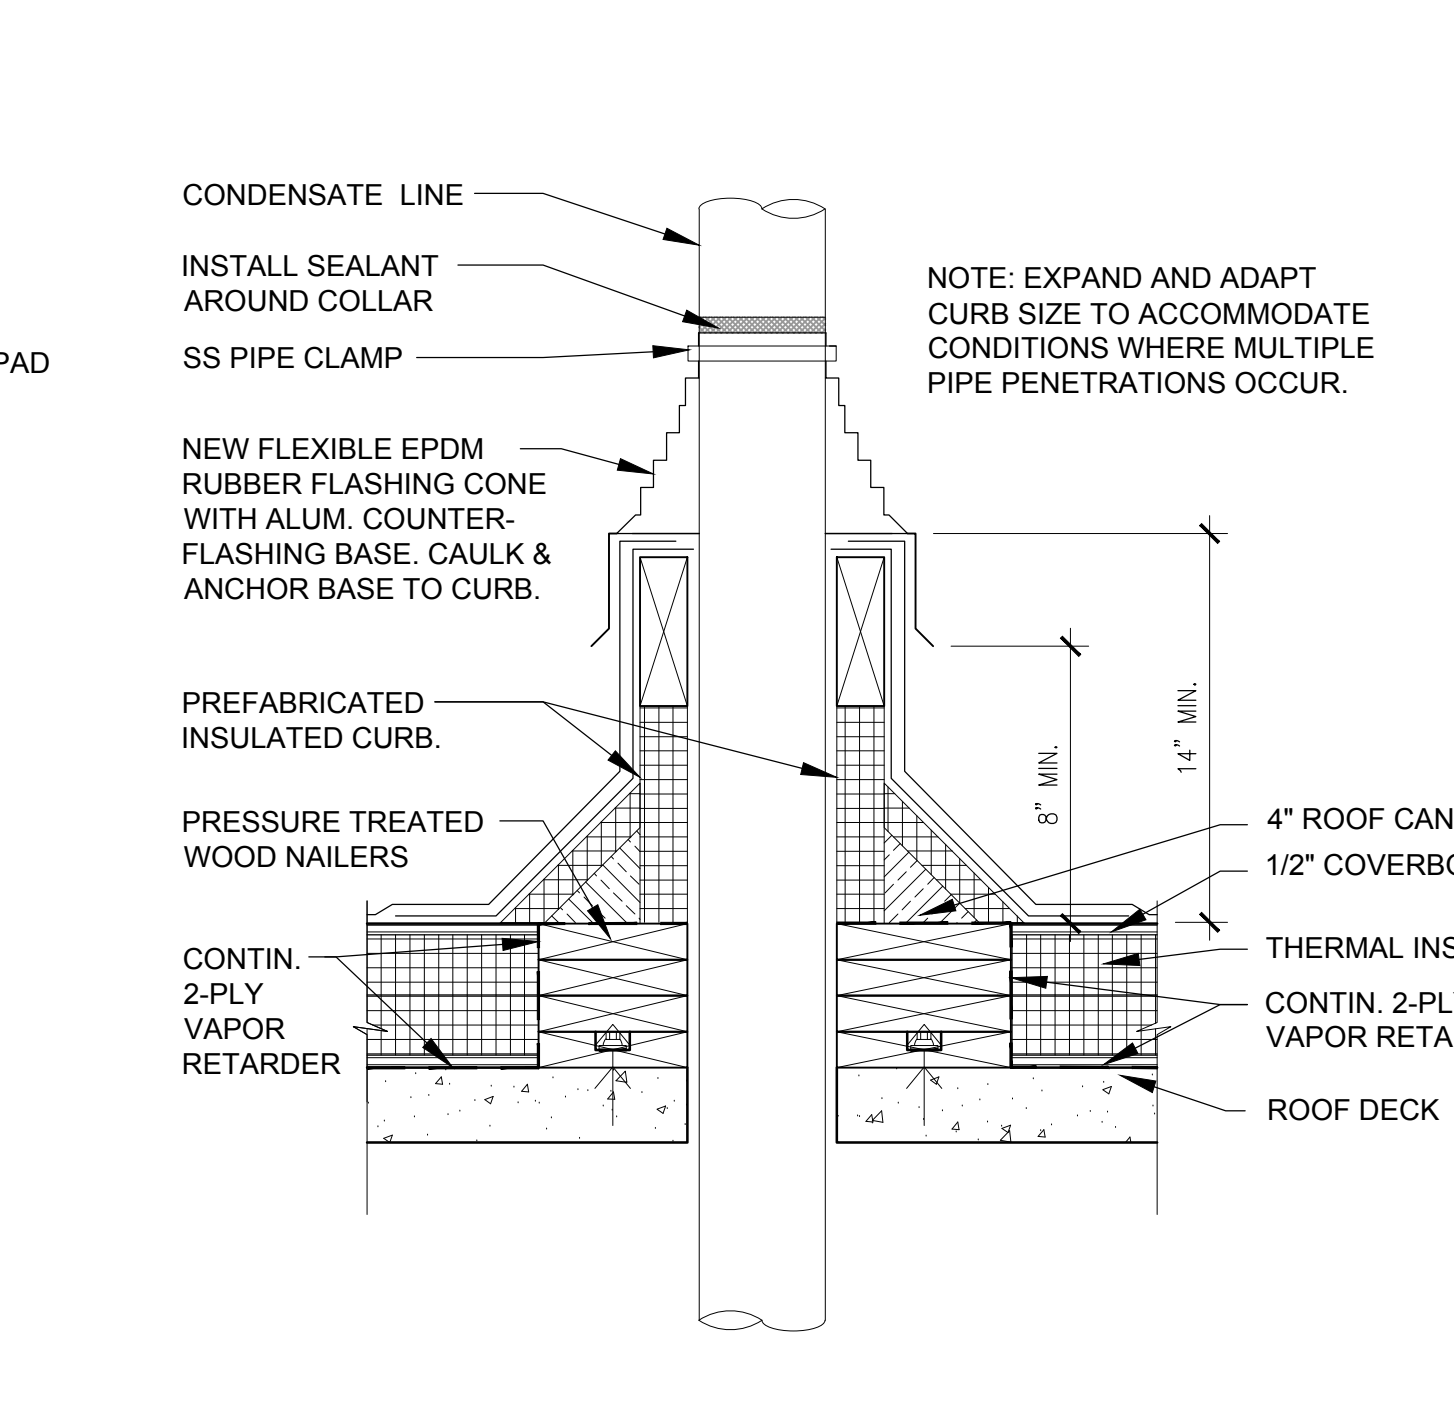 CONDENSATE LINE
INSTALL SEALANT
AROUND COLLAR
SS PIPE CLAMP
PAD
NEW FLEXIBLE EPDM
RUBBER FLASHING CONE
WITH ALUM. COUNTER-
FLASHING BASE. CAULK &
ANCHOR BASE TO CURB.
PREFABRICATED
INSULATED CURB.
PRESSURE TREATED
WOOD NAILERS
CONTIN.
2-PLY
VAPOR
RETARDER
NOTE: EXPAND AND ADAPT
CURB SIZE TO ACCOMMODATE
CONDITIONS WHERE MULTIPLE
PIPE PENETRATIONS OCCUR.
8" MIN.
14" MIN.
4" ROOF CAN
1/2" COVERBO
THERMAL INS
CONTIN. 2-PLY
VAPOR RETA
ROOF DECK